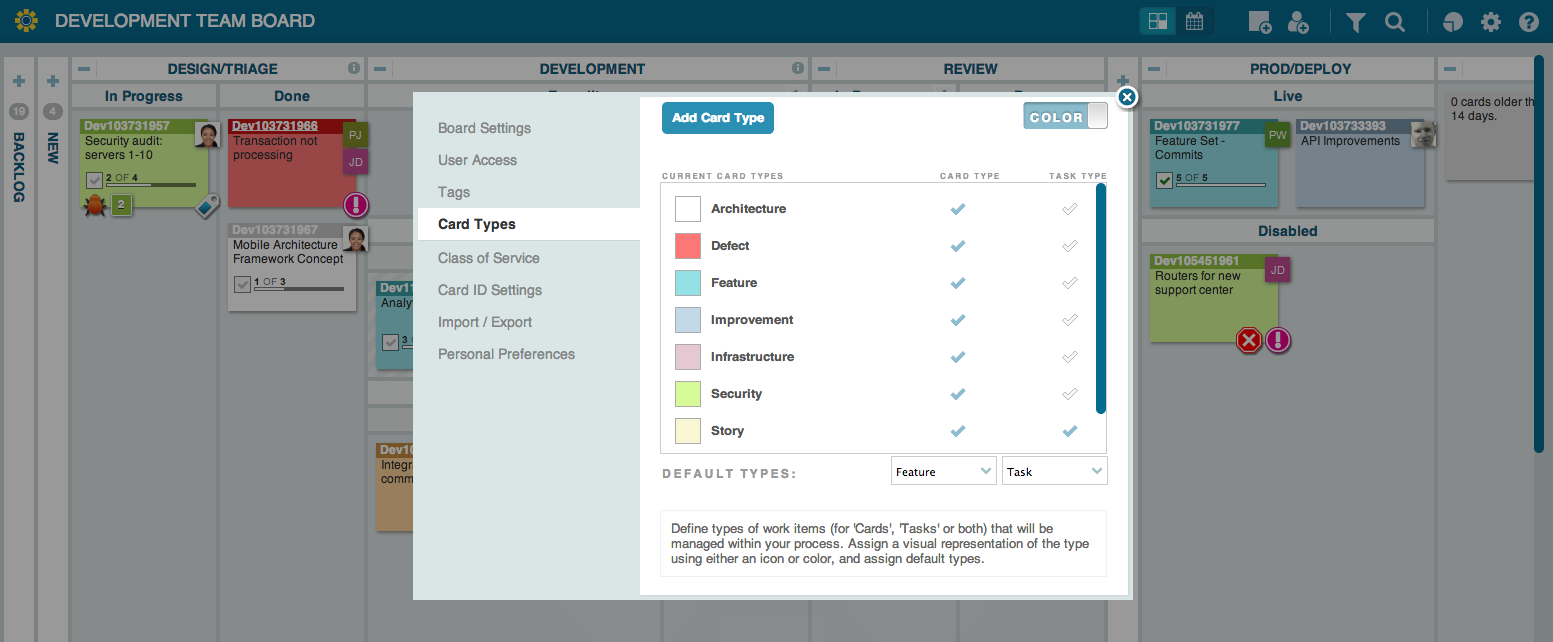 DEVELOPMENT TEAM BOARD
DESIGN/TRIAGE
DEVELOPMENT
REVIEW
PROD/DEPLOY
In Progress
Done
Live
19
BACKLOG
4
NEW
Dev103731957
Security audit:
servers 1-10
2 OF 4
2
Dev103731966
Transaction not
processing
PJ
JD
Dev103731967
Mobile Architecture
Framework Concept
1 OF 3
Dev11
Analy
3
Dev10
Integr
comm
Board Settings
User Access
Tags
Card Types
Class of Service
Card ID Settings
Import / Export
Personal Preferences
Add Card Type
COLOR
CURRENT CARD TYPES
CARD TYPE
TASK TYPE
Architecture
Defect
Feature
Improvement
Infrastructure
Security
Story
DEFAULT TYPES:
Feature
Task
Define types of work items (for 'Cards', 'Tasks' or both) that will be
managed within your process. Assign a visual representation of the type
using either an icon or color, and assign default types.
Dev103731977
Feature Set -
Commits
5 OF 5
PW
Dev103733393
API Improvements
Disabled
Dev105451961
Routers for new
support center
JD
0 cards older th
14 days.